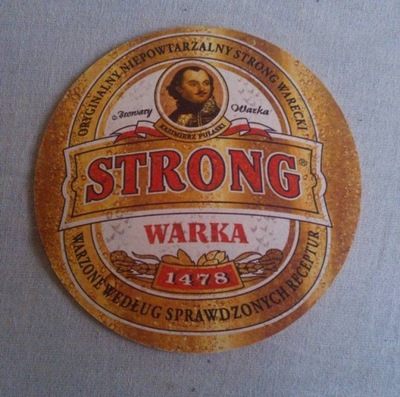 ORYGINALNY NIEPOWTARZALNY STRONG WARECKI
Browary Warka
KAZIMIERZ PUŁASKI
STRONG®
WARKA
1478
WARZONE WEDŁUG SPRAWDZONYCH RECEPTUR